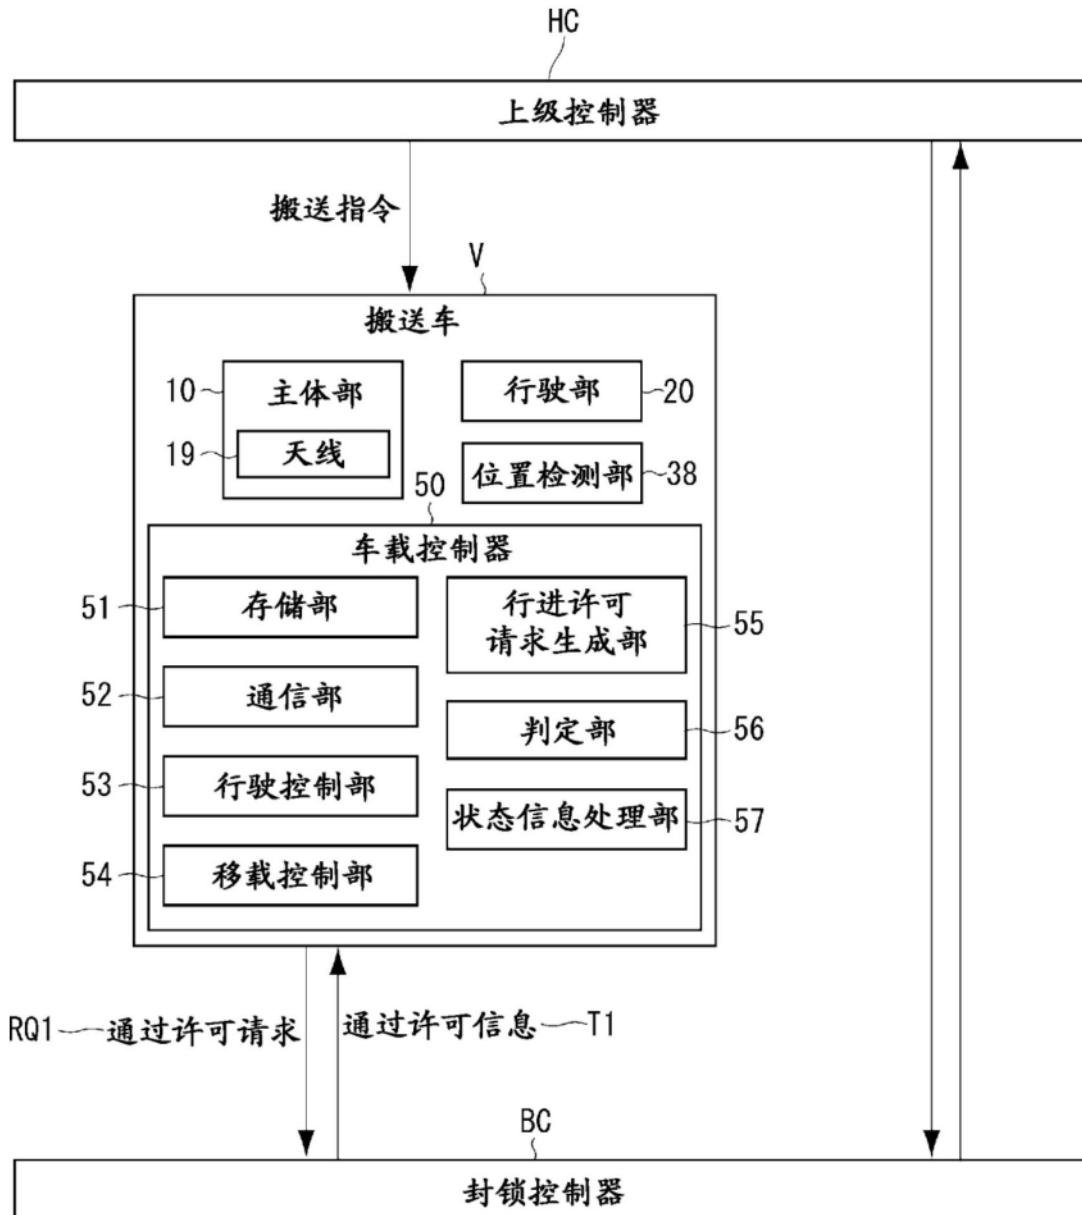 HC
上级控制器
搬送指令
V
搬送车
10
主体部
行驶部
20
19
天线
位置检测部
38
50
车载控制器
51
存储部
行进许可
请求生成部
55
52
通信部
判定部
56
53
行驶控制部
状态信息处理部
57
54
移载控制部
RQ1
通过许可请求
通过许可信息
T1
BC
封锁控制器